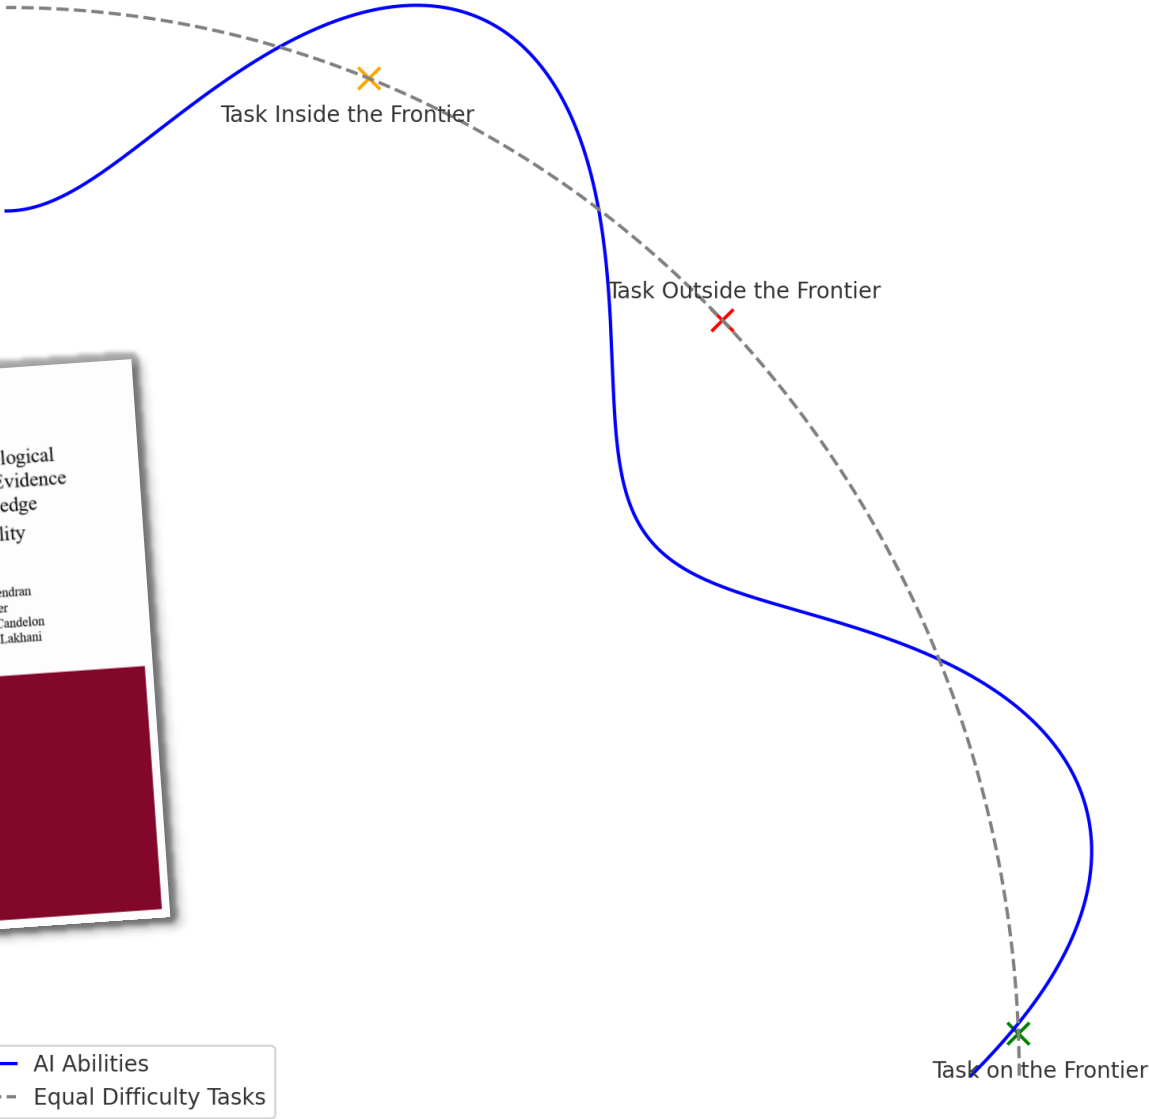 Task Inside the Frontier
Task Outside the Frontier
logical
Evidence
edge
lity
endran
er
Candelon
Lakhani
AI Abilities
Equal Difficulty Tasks
Task on the Frontier